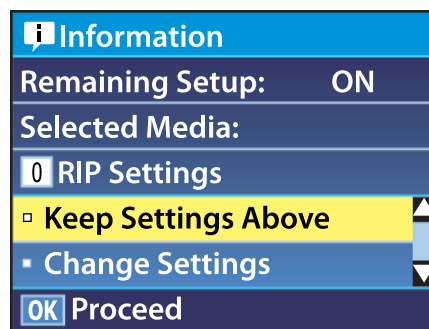 Information
Remaining Setup: ON
Selected Media:
0 RIP Settings
Keep Settings Above
Change Settings
OK Proceed